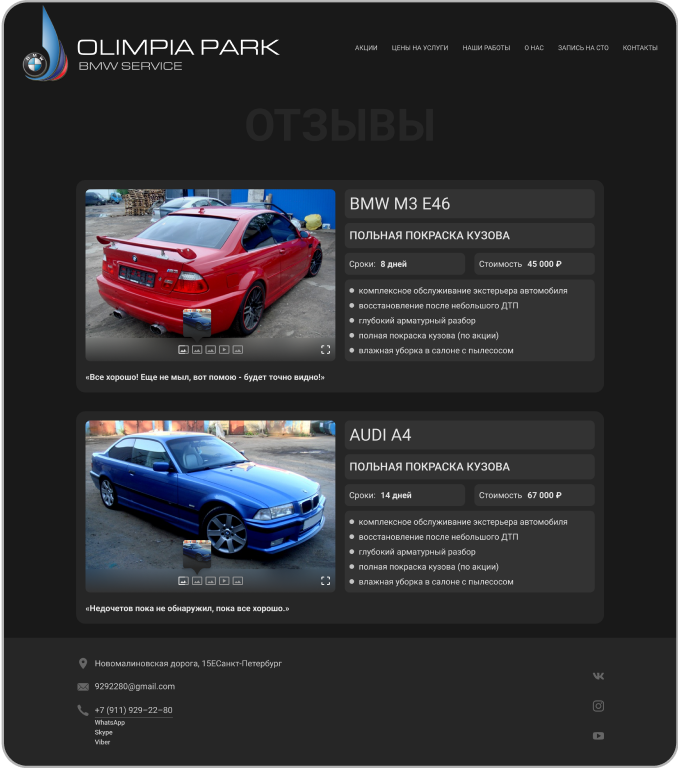 OLIMPIA PARK
BMW SERVICE
АКЦИИ ЦЕНЫ НА УСЛУГИ НАШИ РАБОТЫ О НАС ЗАПИСЬ НА СТО КОНТАКТЫ
ОТЗЫВЫ
BMW M3 E46
ПОЛЬНАЯ ПОКРАСКА КУЗОВА
Сроки: 8 дней Стоимость 45 000 ₽
комплексное обслуживание экстерьера автомобиля
восстановление после небольшого ДТП
глубокий арматурный разбор
полная покраска кузова (по акции)
влажная уборка в салоне с пылесосом
«Все хорошо! Еще не мыл, вот помою - будет точно видно!»
AUDI A4
ПОЛЬНАЯ ПОКРАСКА КУЗОВА
Сроки: 14 дней Стоимость 67 000 ₽
комплексное обслуживание экстерьера автомобиля
восстановление после небольшого ДТП
глубокий арматурный разбор
полная покраска кузова (по акции)
влажная уборка в салоне с пылесосом
«Недочетов пока не обнаружил, пока все хорошо.»
Новомалиновская дорога, 15ЕСанкт-Петербург
9292280@gmail.com
+7 (911) 929–22–80
WhatsApp
Skype
Viber